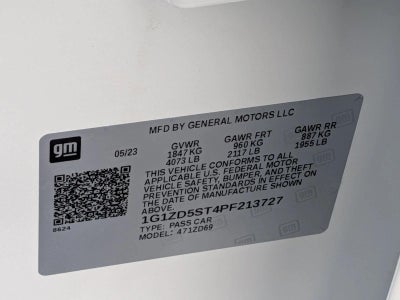 MFD BY GENERAL MOTORS LLC
gm 05/23 GVWR GAWR FRT GAWR RR
1847 KG 960 KG 887 KG
4073 LB 2117 LB 1955 LB
THIS VEHICLE CONFORMS TO ALL
APPLICABLE U.S. FEDERAL MOTOR
VEHICLE SAFETY, BUMPER, AND THEFT
PREVENTION STANDARDS IN EFFECT ON
THE DATE OF MANUFACTURE SHOWN
ABOVE.
1G1ZD5ST4PF213727
8624 TYPE: PASS CAR
MODEL: 471ZD69